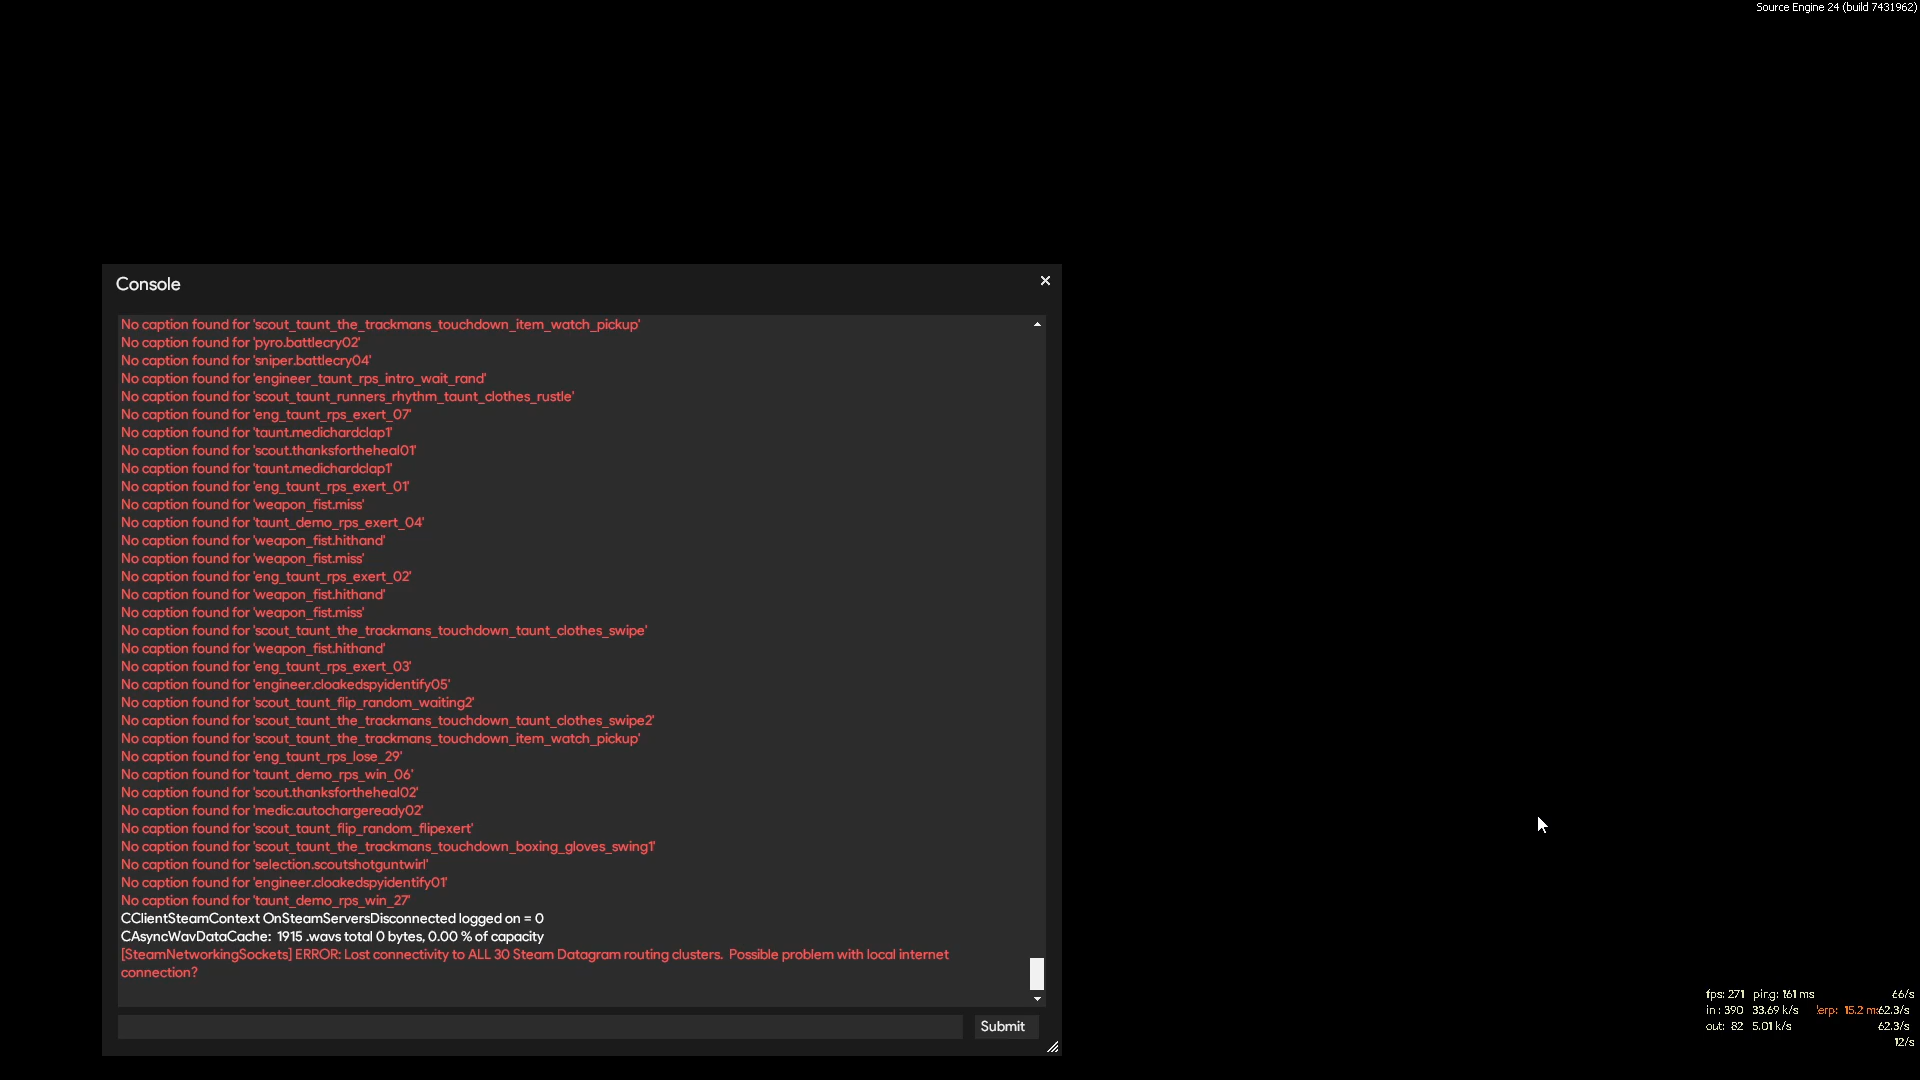 Source Engine 24 (build 7431962)
Console
No caption found for 'scout_taunt_the_trackmans_touchdown_item_watch_pickup'
No caption found for 'pyro.battlecry02'
No caption found for 'sniper.battlecry04'
No caption found for 'engineer_taunt_rps_intro_wait_rand'
No caption found for 'scout_taunt_runners_rhythm_taunt_clothes_rustle'
No caption found for 'eng_taunt_rps_exert_07'
No caption found for 'taunt.medichardclap1'
No caption found for 'scout.thanksfortheheal01'
No caption found for 'taunt.medichardclap1'
No caption found for 'eng_taunt_rps_exert_01'
No caption found for 'weapon_fist.miss'
No caption found for 'taunt_demo_rps_exert_04'
No caption found for 'weapon_fist.hithand'
No caption found for 'weapon_fist.miss'
No caption found for 'eng_taunt_rps_exert_02'
No caption found for 'weapon_fist.hithand'
No caption found for 'weapon_fist.miss'
No caption found for 'scout_taunt_the_trackmans_touchdown_taunt_clothes_swipe'
No caption found for 'weapon_fist.hithand'
No caption found for 'eng_taunt_rps_exert_03'
No caption found for 'engineer.cloakedspyidentify05'
No caption found for 'scout_taunt_flip_random_waiting2'
No caption found for 'scout_taunt_the_trackmans_touchdown_taunt_clothes_swipe2'
No caption found for 'scout_taunt_the_trackmans_touchdown_item_watch_pickup'
No caption found for 'eng_taunt_rps_lose_29'
No caption found for 'taunt_demo_rps_win_06'
No caption found for 'scout.thanksfortheheal02'
No caption found for 'medic.autochargeready02'
No caption found for 'scout_taunt_flip_random_flipexert'
No caption found for 'scout_taunt_the_trackmans_touchdown_boxing_gloves_swing1'
No caption found for 'selection.scoutshotguntwirl'
No caption found for 'engineer.cloakedspyidentify01'
No caption found for 'taunt_demo_rps_win_27'
CClientSteamContext OnSteamServersDisconnected logged on = 0
CAsyncWavDataCache:  1915 .wavs total 0 bytes, 0.00 % of capacity
[SteamNetworkingSockets] ERROR: Lost connectivity to ALL 30 Steam Datagram routing clusters.  Possible problem with local internet
connection?
Submit
fps: 271 ping: 161 ms 66/s
in : 390 33.69 k/s lerp: 15.2 ms 62.3/s
out: 82 5.01 k/s 62.3/s
12/s